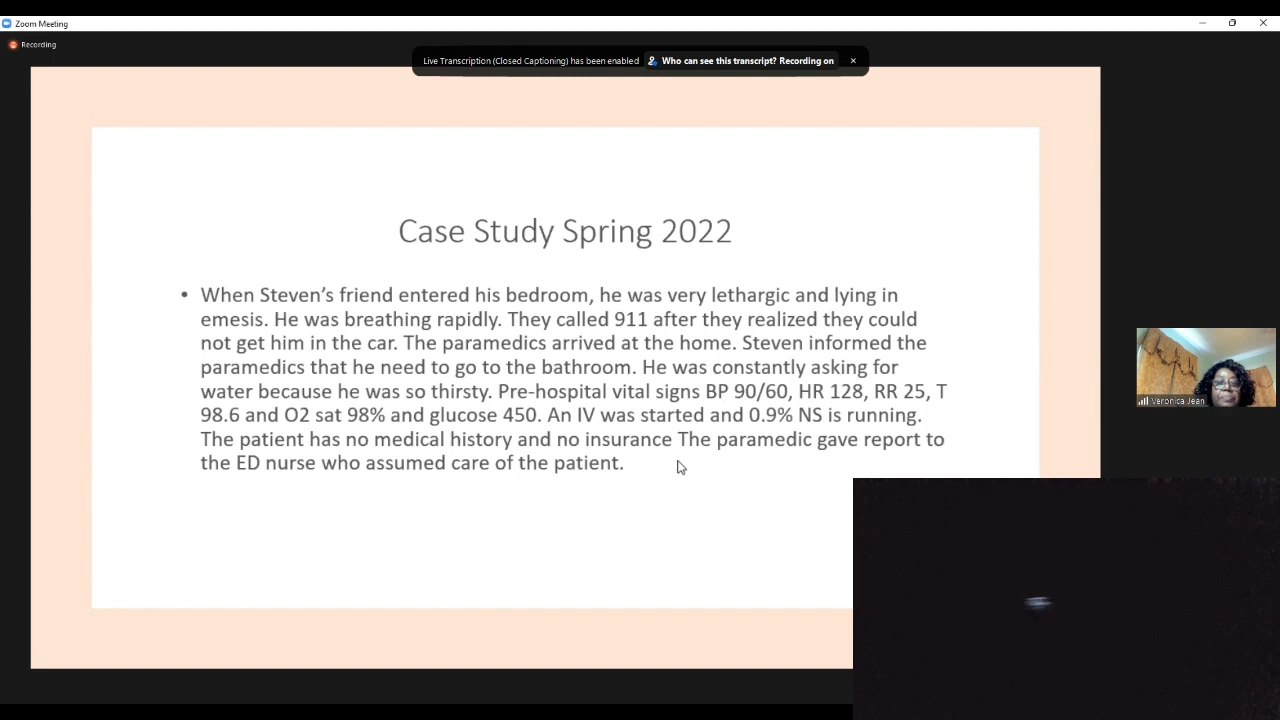 Zoom Meeting
Recording
Live Transcription (Closed Captioning) has been enabled Who can see this transcript? Recording on
Case Study Spring 2022
• When Steven's friend entered his bedroom, he was very lethargic and lying in
emesis. He was breathing rapidly. They called 911 after they realized they could
not get him in the car. The paramedics arrived at the home. Steven informed the
paramedics that he need to go to the bathroom. He was constantly asking for
water because he was so thirsty. Pre-hospital vital signs BP 90/60, HR 128, RR 25, T
98.6 and O2 sat 98% and glucose 450. An IV was started and 0.9% NS is running.
The patient has no medical history and no insurance The paramedic gave report to
the ED nurse who assumed care of the patient.
Veronica Jean